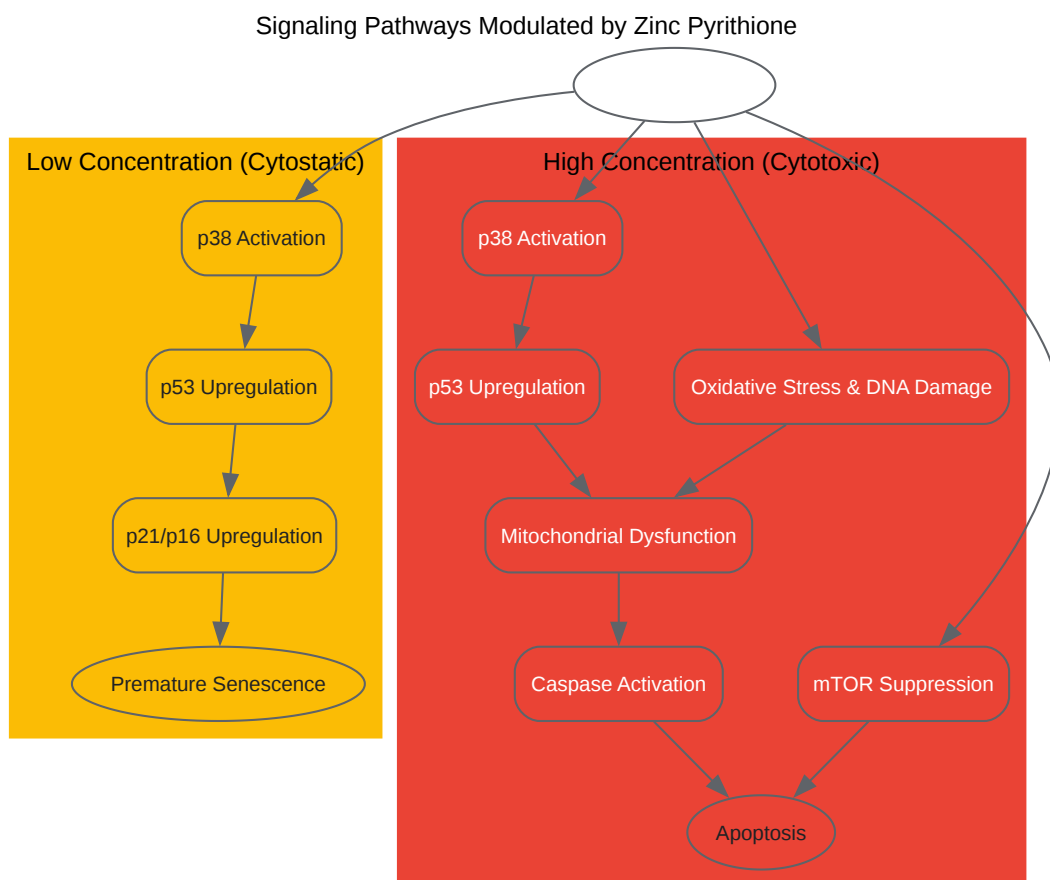 Signaling Pathways Modulated by Zinc Pyrithione
Low Concentration (Cytostatic)
p38 Activation
p53 Upregulation
p21/p16 Upregulation
Premature Senescence
High Concentration (Cytotoxic)
p38 Activation
p53 Upregulation
Oxidative Stress & DNA Damage
Mitochondrial Dysfunction
Caspase Activation
mTOR Suppression
Apoptosis